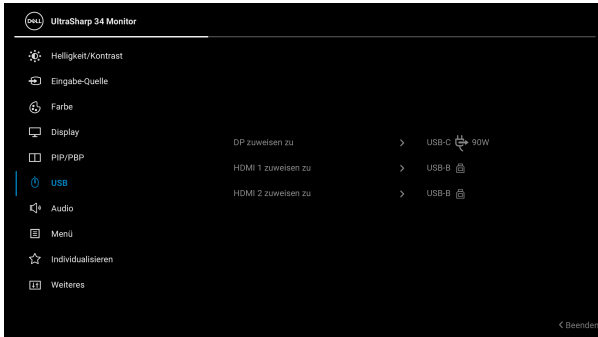 DELL UltraSharp 34 Monitor
Helligkeit/Kontrast
Eingabe-Quelle
Farbe
Display
DP zuweisen zu > USB-C 90W
PIP/PBP
HDMI 1 zuweisen zu > USB-B
USB
HDMI 2 zuweisen zu > USB-B
Audio
Menü
Individualisieren
Weiteres
< Beenden